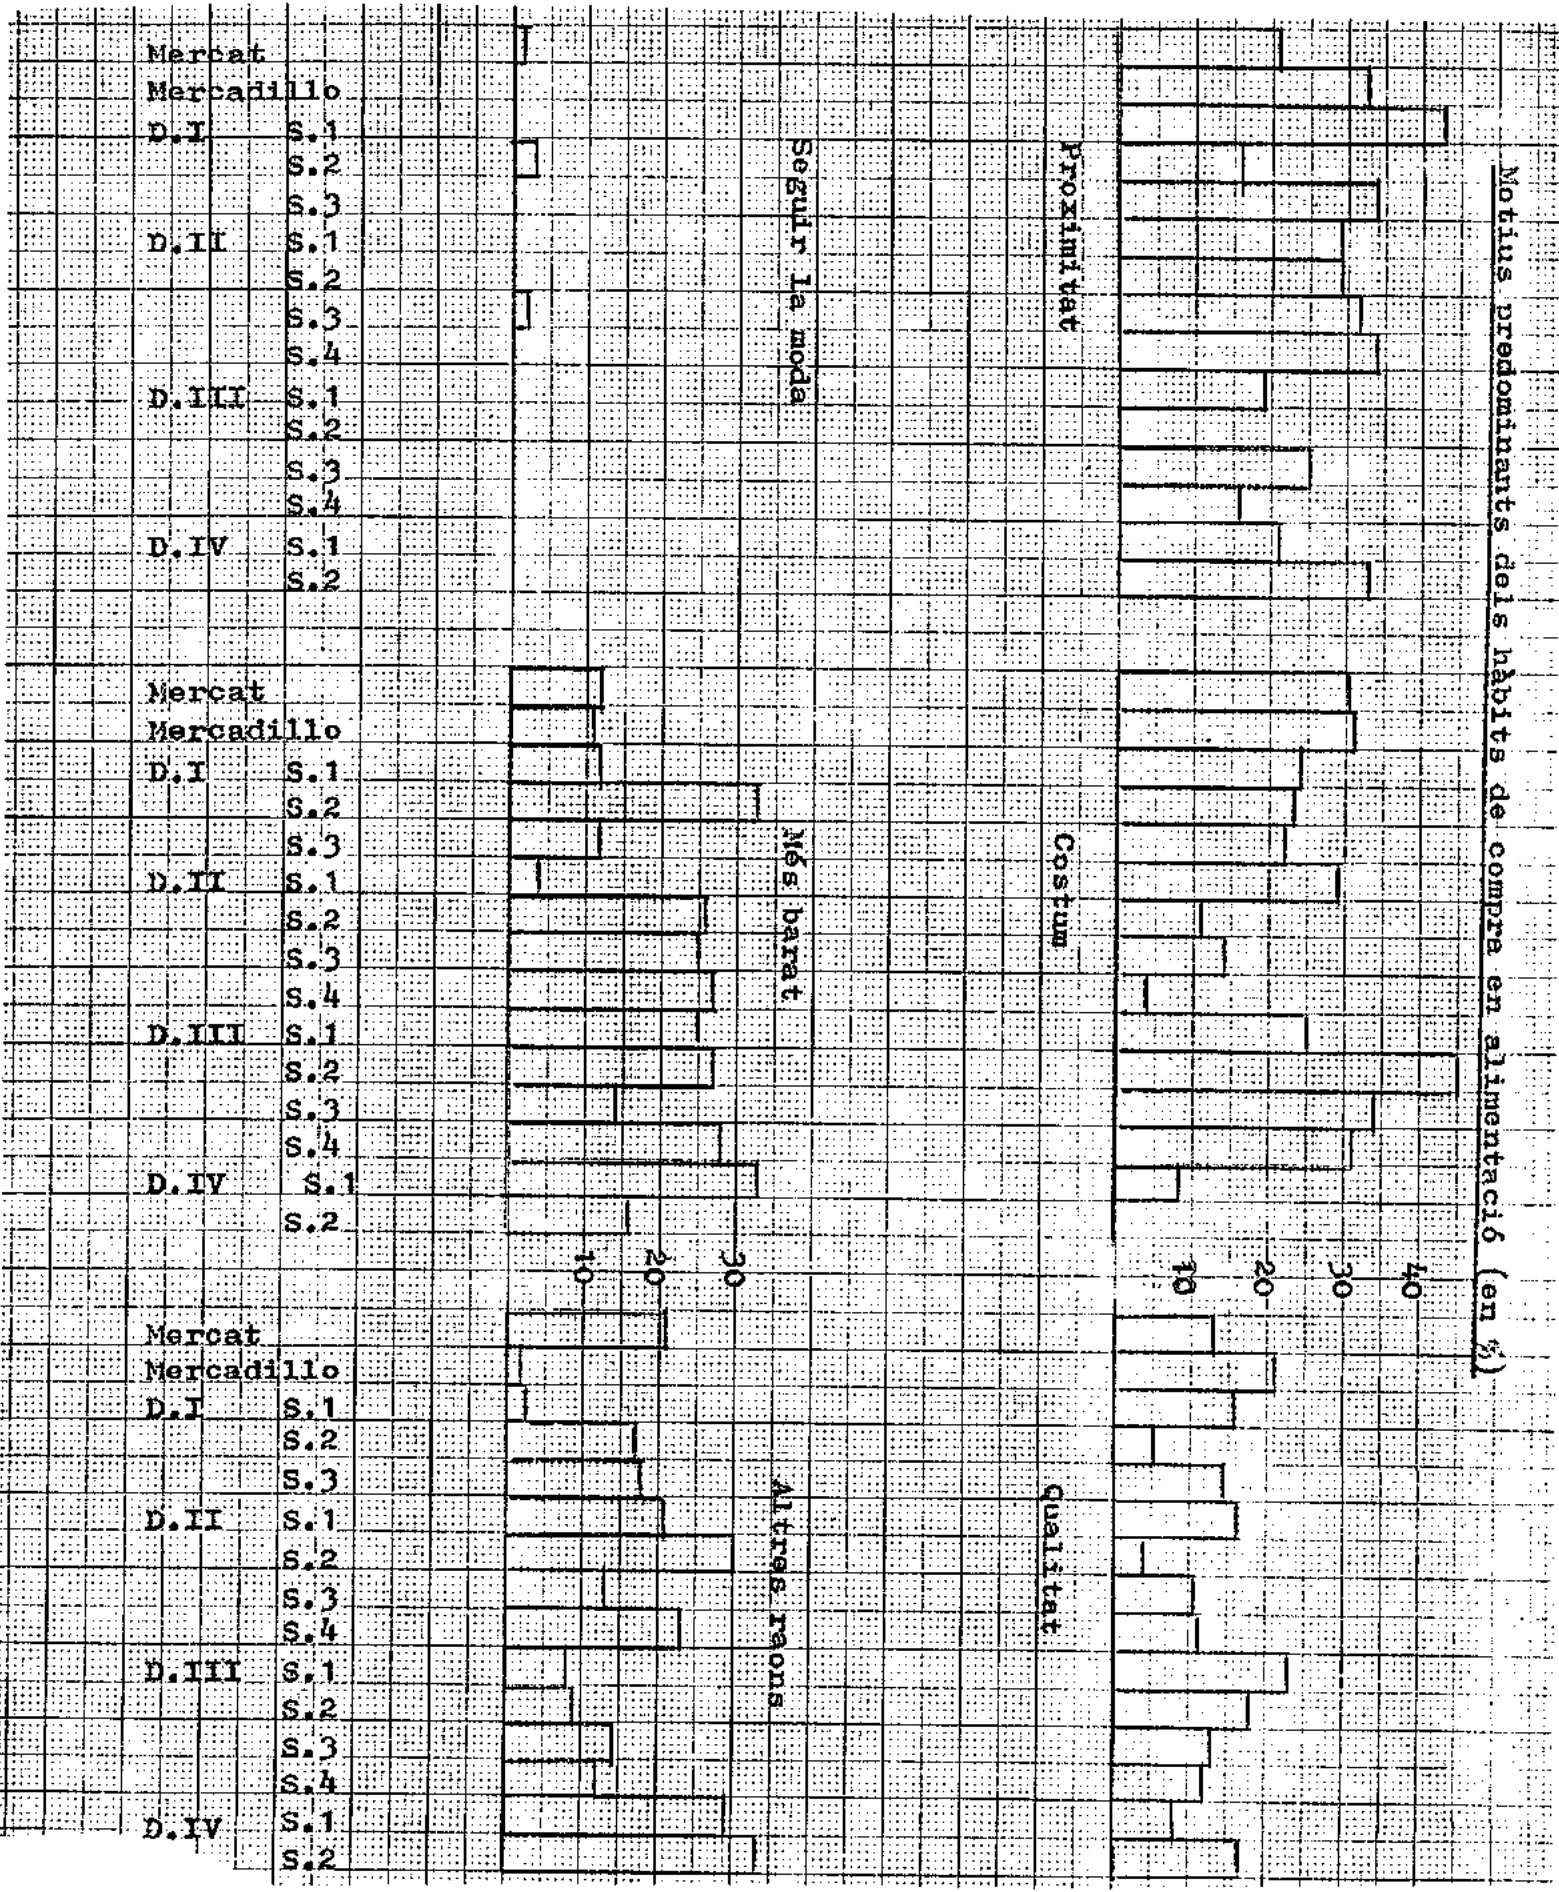 Motius predominants dels hàbits de compra en alimentació (en %)
Proximitat
Costum
Qualitat
10
20
30
40
Seguir la moda
Més barat
Altres raons
10
20
30
Mercat
Mercadillo
D.I S.1
S.2
S.3
D.II S.1
S.2
S.3
S.4
D.III S.1
S.2
S.3
S.4
D.IV S.1
S.2
Mercat
Mercadillo
D.I S.1
S.2
S.3
D.II S.1
S.2
S.3
S.4
D.III S.1
S.2
S.3
S.4
D.IV S.1
S.2
Mercat
Mercadillo
D.I S.1
S.2
S.3
D.II S.1
S.2
S.3
S.4
D.III S.1
S.2
S.3
S.4
D.IV S.1
S.2